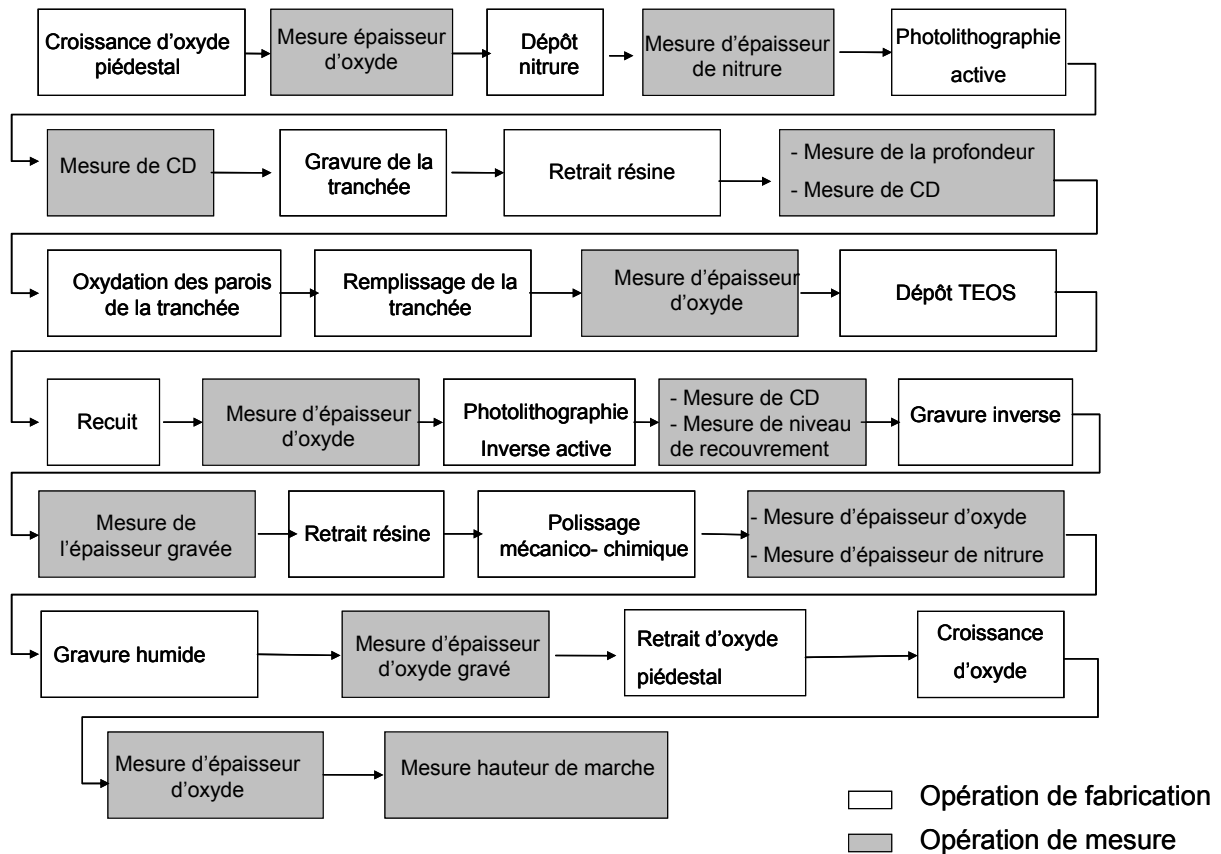 Croissance d'oxyde
piédestal
Mesure épaisseur
d'oxyde
Dépôt
nitrure
Mesure d'épaisseur
de nitrure
Photolithographie
active
Mesure de CD
Gravure de la
tranchée
Retrait résine
- Mesure de la profondeur
- Mesure de CD
Oxydation des parois
de la tranchée
Remplissage de la
tranchée
Mesure d'épaisseur
d'oxyde
Dépôt TEOS
Recuit
Mesure d'épaisseur
d'oxyde
Photolithographie
Inverse active
- Mesure de CD
- Mesure de niveau
de recouvrement
Gravure inverse
Mesure de
l'épaisseur gravée
Retrait résine
Polissage
mécanico- chimique
- Mesure d'épaisseur d'oxyde
- Mesure d'épaisseur de nitrure
Gravure humide
Mesure d'épaisseur
d'oxyde gravé
Retrait d'oxyde
piédestal
Croissance
d'oxyde
Mesure d'épaisseur
d'oxyde
Mesure hauteur de marche
Opération de fabrication
Opération de mesure